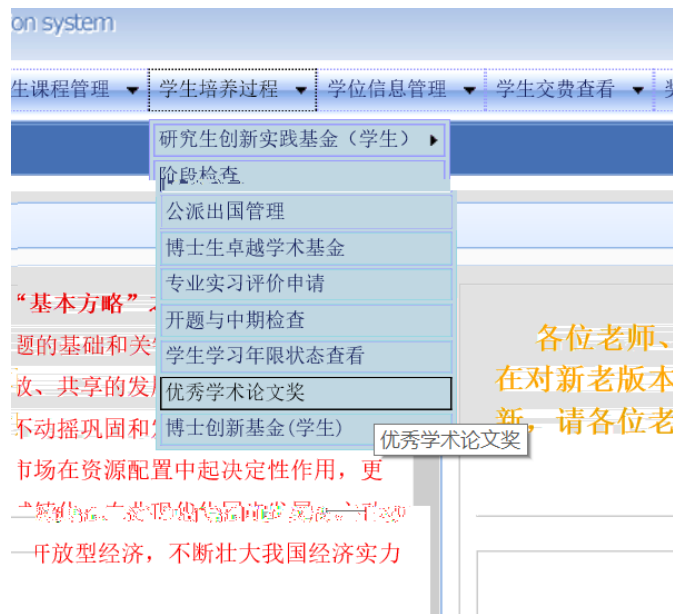 on system
生课程管理
学生培养过程
学位信息管理
学生交费查看
研究生创新实践基金（学生）
阶段检查
公派出国管理
博士生卓越学术基金
专业实习评价申请
开题与中期检查
学生学习年限状态查看
优秀学术论文奖
博士创新基金(学生)
优秀学术论文奖
“基本方略”
题的基础和关
放、共享的发
不动摇巩固和
市场在资源配置中起决定性作用，更
开放型经济，不断壮大我国经济实力
各位老师、
在对新老版本
新，请各位老